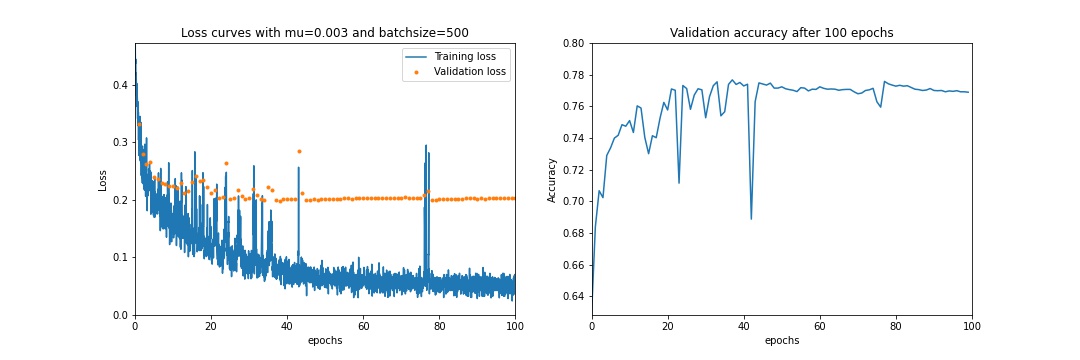 Loss curves with mu=0.003 and batchsize=500
Training loss
Validation loss
Loss
0.4
0.3
0.2
0.1
0.0
0 20 40 60 80 100
epochs
Validation accuracy after 100 epochs
Accuracy
0.80
0.78
0.76
0.74
0.72
0.70
0.68
0.66
0.64
0 20 40 60 80 100
epochs